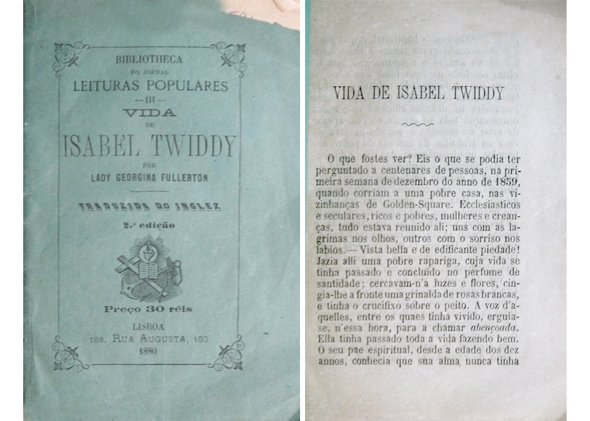 BIBLIOTHECA
DO JORNAL
LEITURAS POPULARES
—III—
VIDA
DE
ISABEL TWIDDY
POR
LADY GEORGINA FULLERTON
TRADUZIDA DO INGLEZ
2.ª edição
Preço 30 réis
LISBOA
RUA AUGUSTA,
1880
VIDA DE ISABEL TWIDDY
O que fostes ver? Eis o que se podia ter
perguntado a centenares de pessoas, na pri-
meira semana de dezembro do anno de 1859,
quando corriam a uma pobre casa, nas vi-
zinhanças de Golden-Square. Ecclesiasticos
e seculares, ricos e pobres, mulheres e crean-
ças, tudo estava reunido ali; uns com as la-
grimas nos olhos, outros com o sorriso nos
labios.— Vista bella e de edificante piedade!
Jazia alli uma pobre rapariga, cuja vida se
tinha passado e concluido no perfume de
santidade; cercavam-n'a luzes e flores, cin-
gia-lhe a fronte uma grinalda de rosas brancas,
e tinha o crucifixo sobre o peito. A voz d'a-
quelles, entre os quaes tinha vivido, erguia-
se, n'essa hora, para a chamar abençoada.
Ella tinha passado toda a vida fazendo bem.
O seu pae espiritual, desde a edade dos dez
annos, conhecia que sua alma nunca tinha